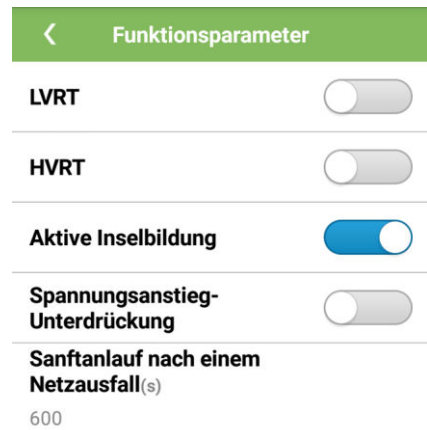 Funktionsparameter
LVRT
HVRT
Aktive Inselbildung
Spannungsanstieg-
Unterdrückung
Sanftanlauf nach einem
Netzausfall(s)
600